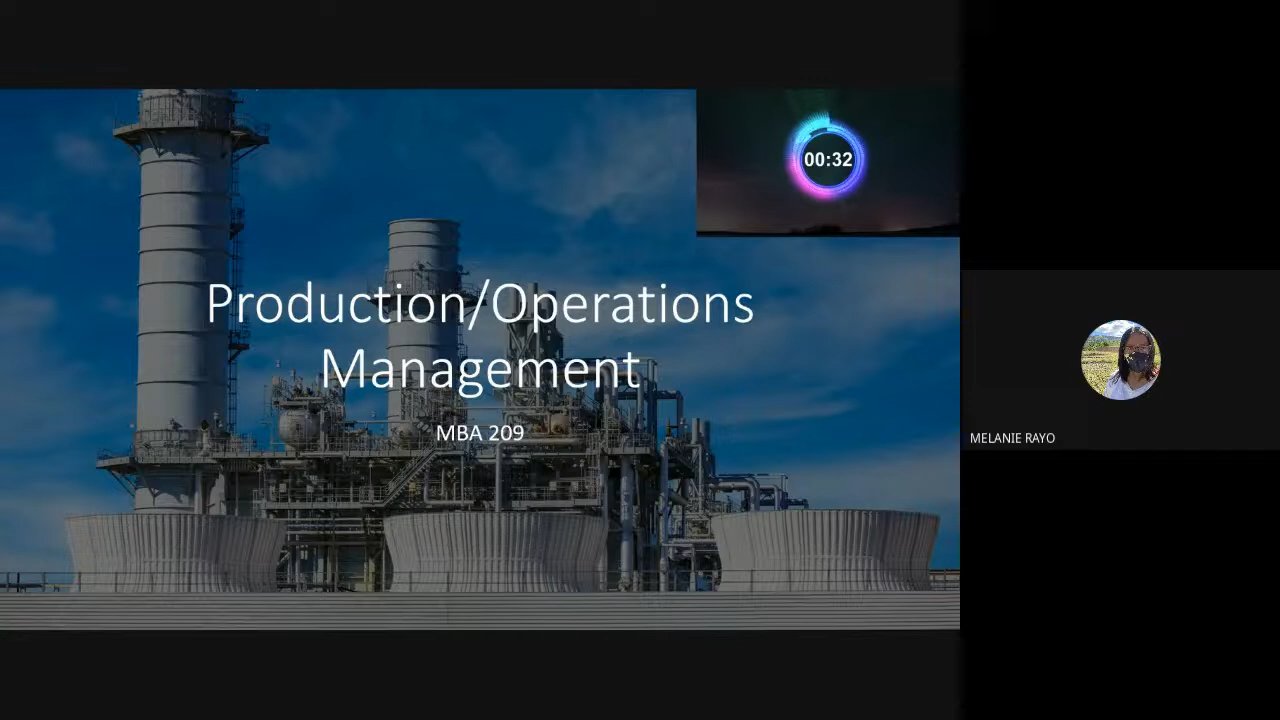 00:32
Production/Operations
Management
MBA 209
MELANIE RAYO